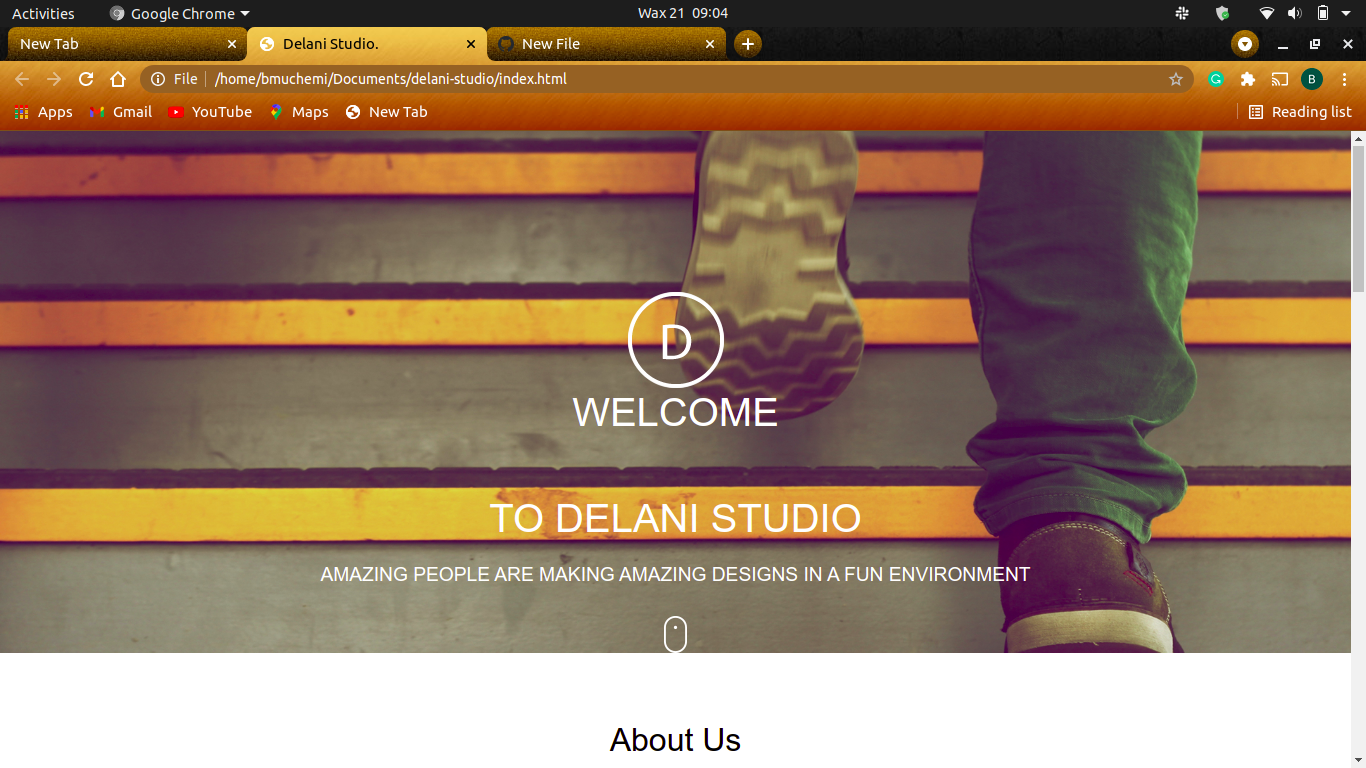 Activities Google Chrome Wax 21 09:04
New Tab Delani Studio. New File
File /home/bmuchemi/Documents/delani-studio/index.html B
Apps Gmail YouTube Maps New Tab Reading list
D
WELCOME
TO DELANI STUDIO
AMAZING PEOPLE ARE MAKING AMAZING DESIGNS IN A FUN ENVIRONMENT
About Us